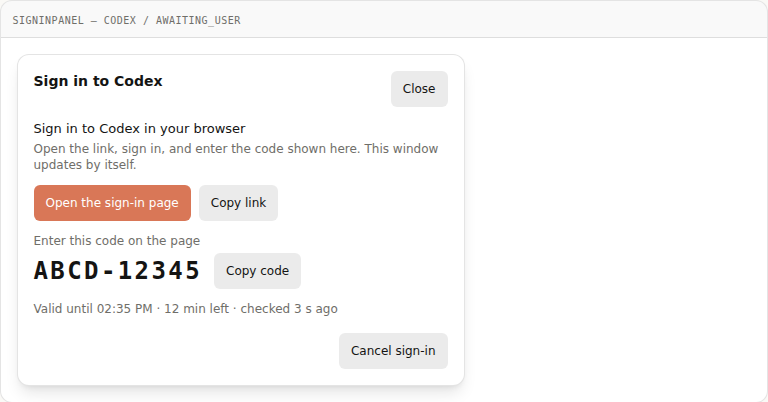 SIGNINPANEL — CODEX / AWAITING_USER
Sign in to Codex
Close
Sign in to Codex in your browser
Open the link, sign in, and enter the code shown here. This window
updates by itself.
Open the sign-in page
Copy link
Enter this code on the page
ABCD-12345
Copy code
Valid until 02:35 PM · 12 min left · checked 3 s ago
Cancel sign-in